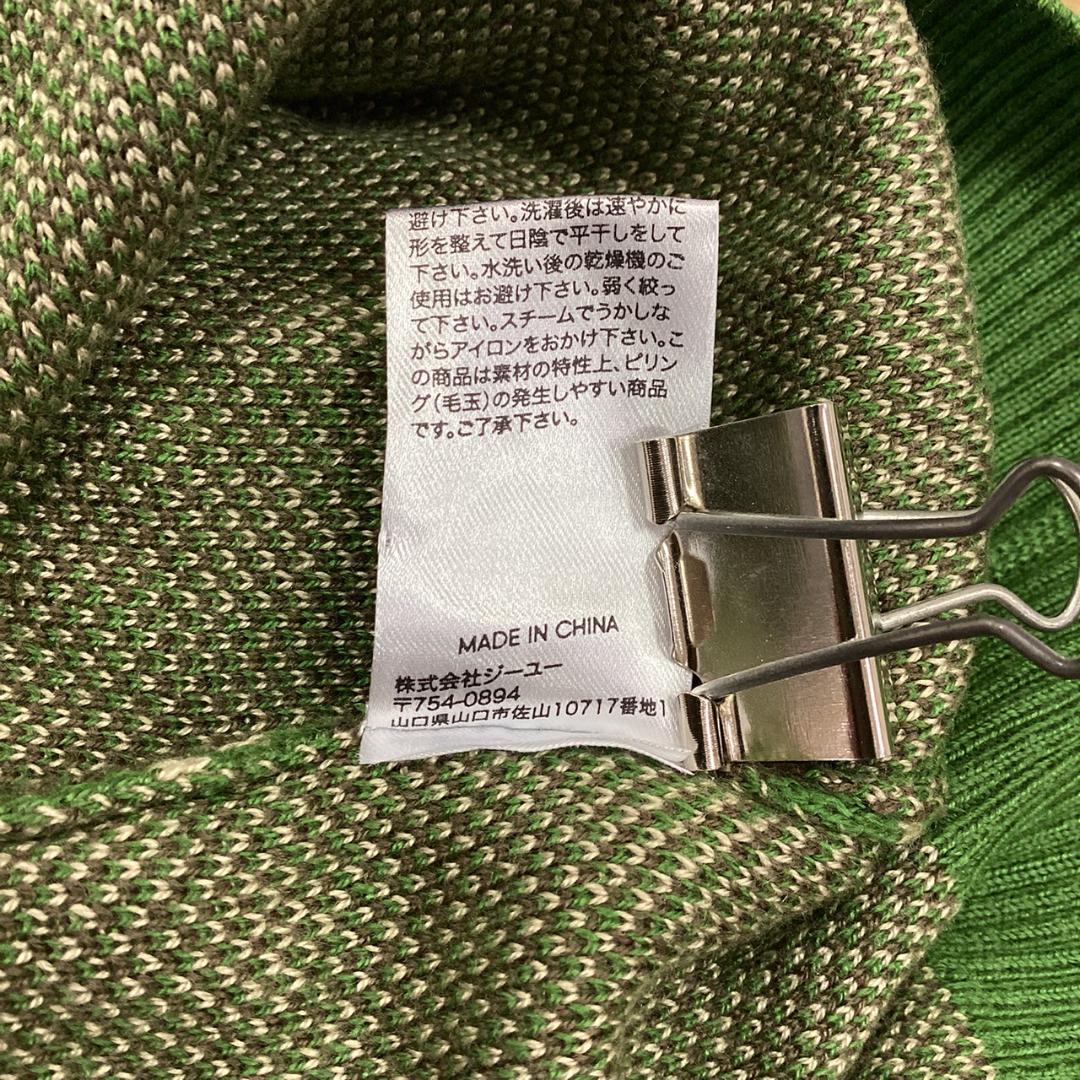 避け下さい。洗濯後は速やかに
形を整えて日陰で平干しをして
下さい。水洗い後の乾燥機のご
使用はお避け下さい。弱く絞っ
て下さい。スチームでうかしな
がらアイロンをおかけ下さい。こ
の商品は素材の特性上、ピリン
グ(毛玉)の発生しやすい商品
です。ご了承下さい。
MADE IN CHINA
株式会社ジーユー
〒754-0894
山口県山口市佐山10717番地1